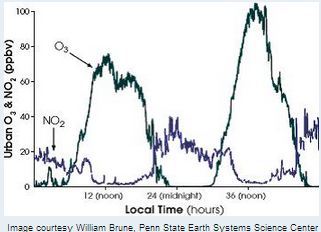 Urban O3 & NO2 (ppbv)
100
80
60
40
20
0
O3
NO2
12 (noon) 24 (midnight) 36 (noon)
Local Time (hours)
Image courtesy William Brune, Penn State Earth Systems Science Center